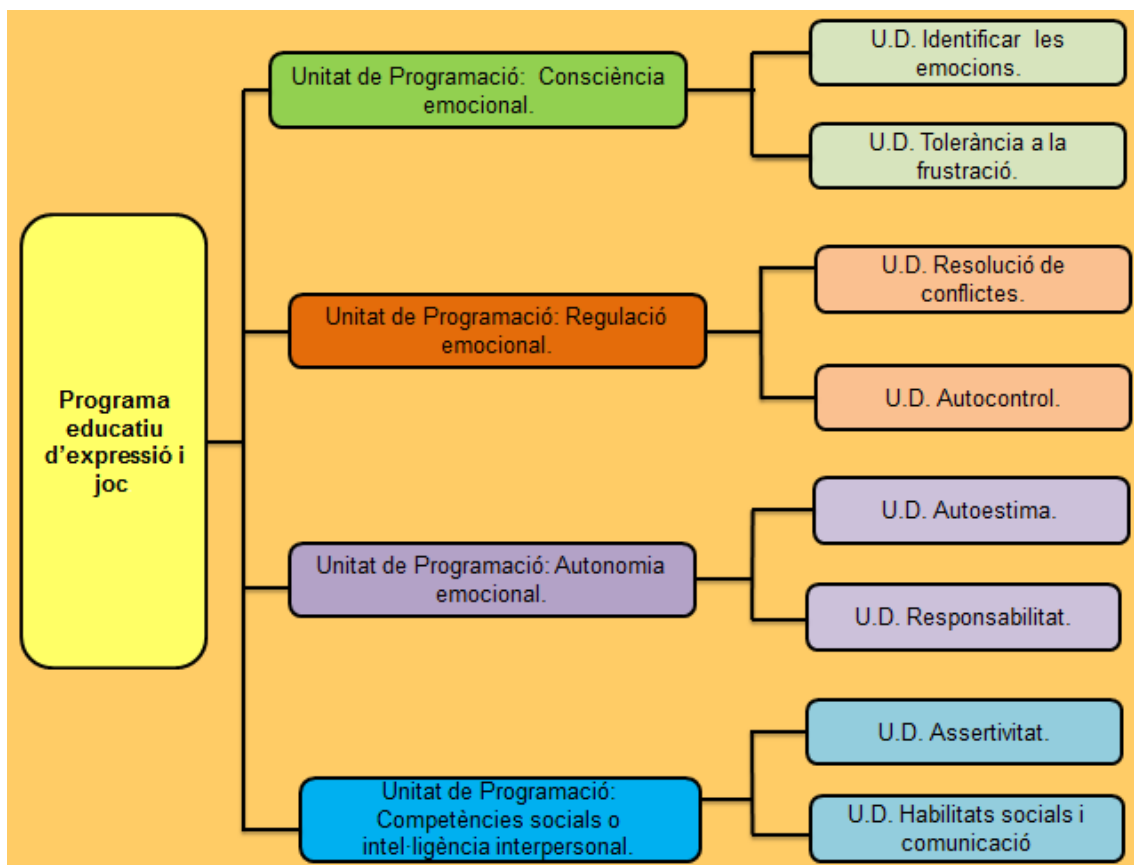 Programa
educatiu
d’expressió i
joc
Unitat de Programació:  Consciència
emocional.
U.D. Identificar  les
emocions.
U.D. Tolerància a la
frustració.
Unitat de Programació: Regulació
emocional.
U.D. Resolució de
conflictes.
U.D. Autocontrol.
Unitat de Programació: Autonomia
emocional.
U.D. Autoestima.
U.D. Responsabilitat.
Unitat de Programació:
Competències socials o
intel·ligència interpersonal.
U.D. Assertivitat.
U.D. Habilitats socials i
comunicació